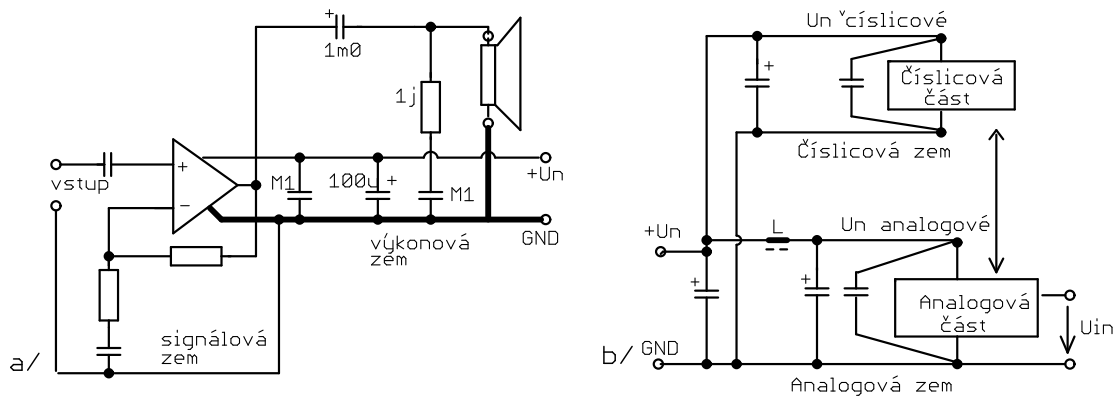 +
1m0
1j
vstup
+
−
M1
100u +
M1
+Un
GND
výkonová
zem
signálová
zem
a/
Un číslicové
+
Číslicová
část
Číslicová zem
+Un
L
Un analogové
+
+
Analogová
část
Uin
b/
GND
Analogová zem